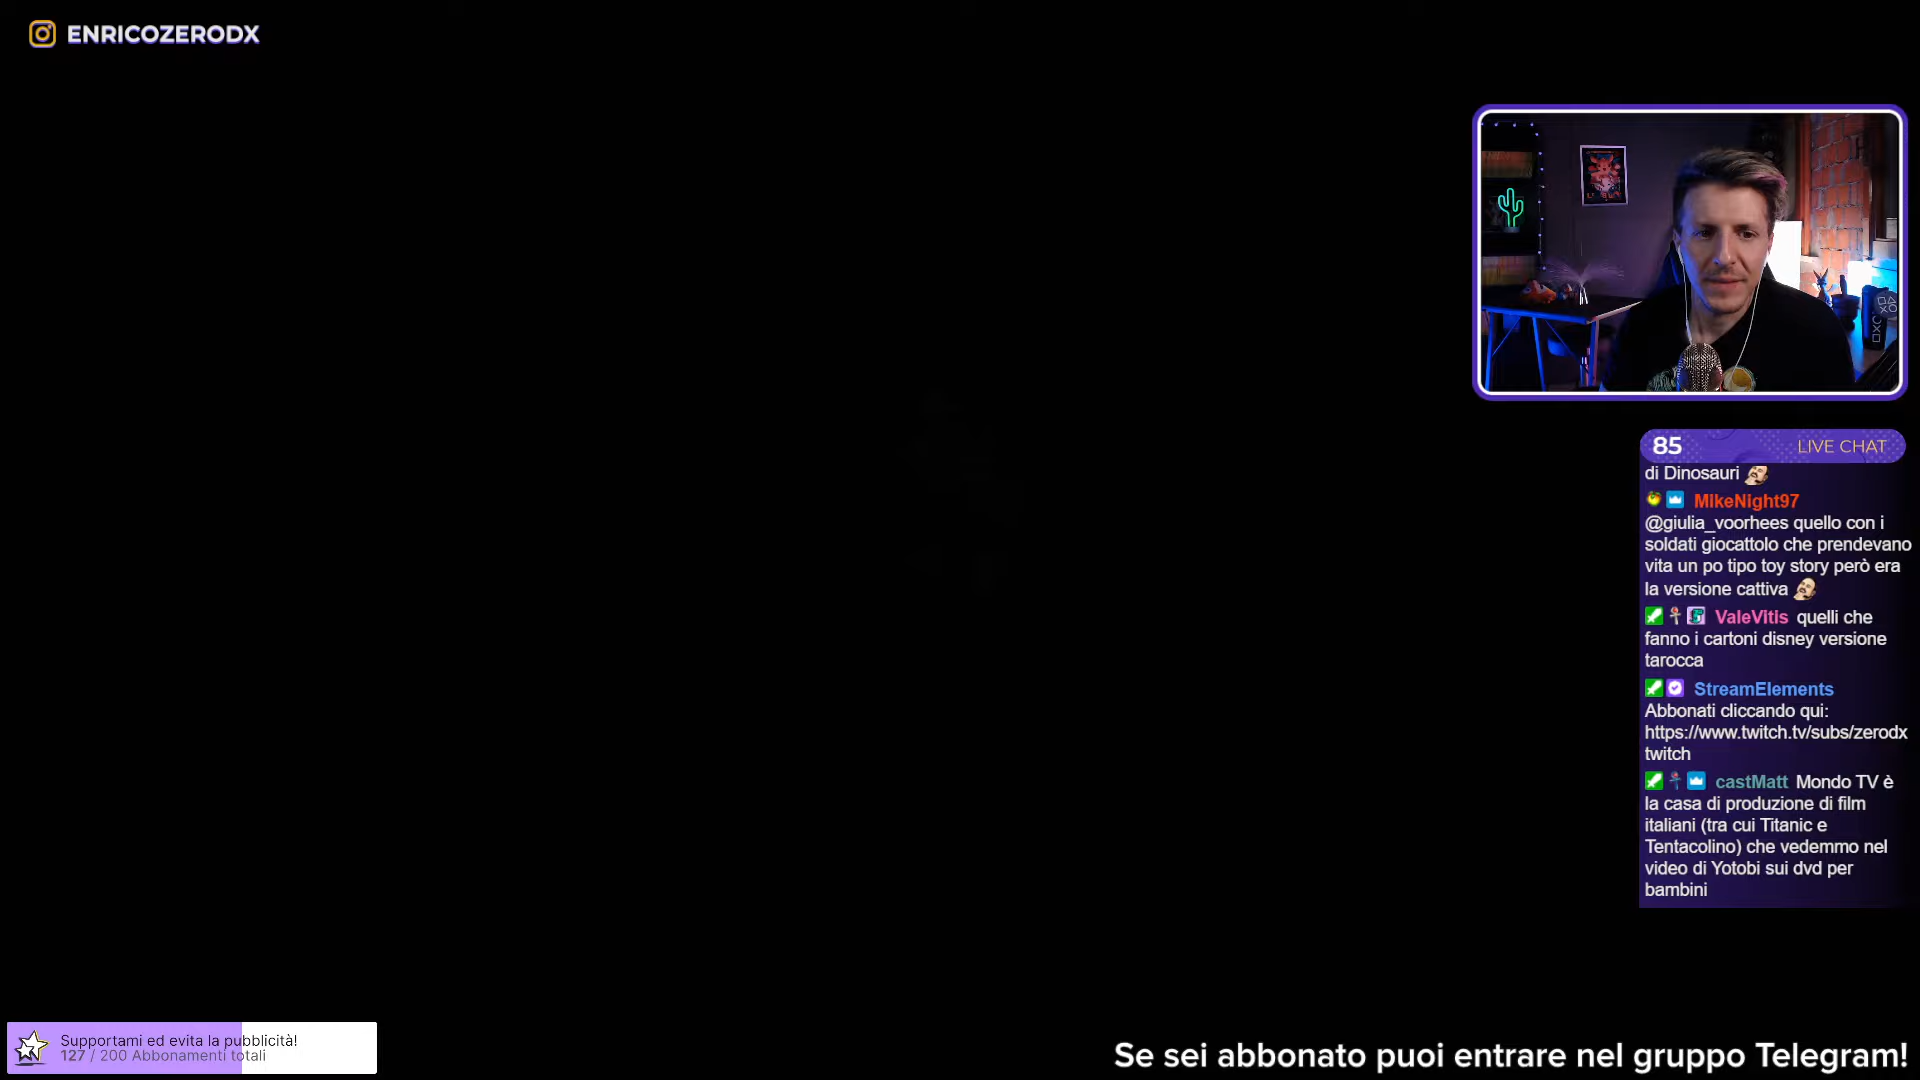 ENRICOZERODX
85 LIVE CHAT
di Dinosauri
MikeNight97
@giulia_voorhees quello con i
soldati giocattolo che prendevano
vita un po tipo toy story però era
la versione cattiva
ValeVitis quelli che
fanno i cartoni disney versione
tarocca
StreamElements
Abbonati cliccando qui:
https://www.twitch.tv/subs/zerodx
twitch
castMatt Mondo TV è
la casa di produzione di film
italiani (tra cui Titanic e
Tentacolino) che vedemmo nel
video di Yotobi sui dvd per
bambini
Supportami ed evita la pubblicità!
127 / 200 Abbonamenti totali
Se sei abbonato puoi entrare nel gruppo Telegram!